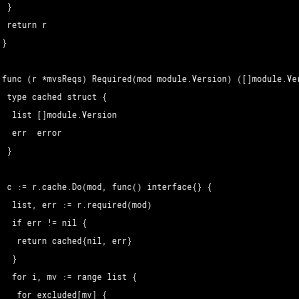 }
return r
}
func (r *mvsReqs) Required(mod module.Version) ([]module.Ve
type cached struct {
list []module.Version
err error
}
c := r.cache.Do(mod, func() interface{} {
list, err := r.required(mod)
if err != nil {
return cached{nil, err}
}
for i, mv := range list {
for excluded[mv] {